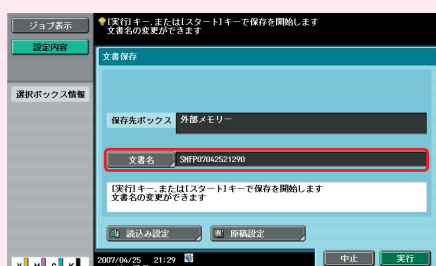 ジョブ表示
設定内容
選択ボックス情報
[実行]キー、または[スタート]キーで保存を開始します
文書名の変更ができます
文書保存
保存先ボックス 外部メモリー
文書名 SMFP07042521290
[実行]キー、または[スタート]キーで保存を開始します
文書名の変更ができます
読込み設定 原稿設定
Y M C K
2007/04/25 21:29
中止 実行